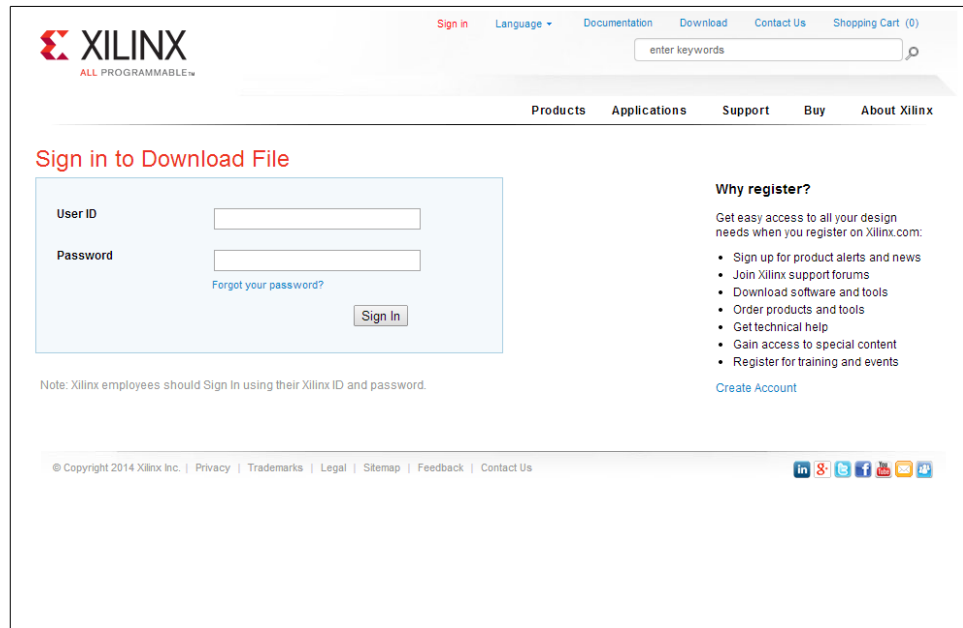 Sign in Language Documentation Download Contact Us Shopping Cart (0)
XILINX
ALL PROGRAMMABLE™
enter keywords
Products Applications Support Buy About Xilinx
Sign in to Download File
User ID
Password
Forgot your password?
Sign In
Note: Xilinx employees should Sign In using their Xilinx ID and password.
Why register?
Get easy access to all your design
needs when you register on Xilinx.com:
• Sign up for product alerts and news
• Join Xilinx support forums
• Download software and tools
• Order products and tools
• Get technical help
• Gain access to special content
• Register for training and events
Create Account
© Copyright 2014 Xilinx Inc. | Privacy | Trademarks | Legal | Sitemap | Feedback | Contact Us